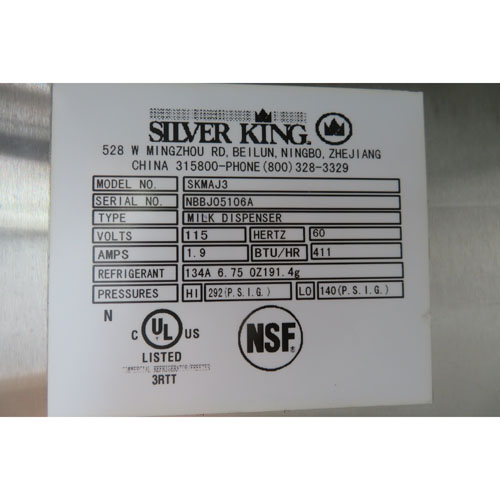 SILVER KING.
528 W MINGZHOU RD, BEILUN, NINGBO, ZHEJIANG
CHINA 315800-PHONE(800)328-3329
MODEL NO. SKMAJ3
SERIAL NO. NBBJ05106A
TYPE MILK DISPENSER
VOLTS 115 HERTZ 60
AMPS 1.9 BTU/HR 411
REFRIGERANT 134A 6.75 OZ191.4g
PRESSURES HI 292(P.S.I.G.) LO 140(P.S.I.G.)
N
C UL US
LISTED
REFRIGERATOR FREEZER
3RTT
NSF